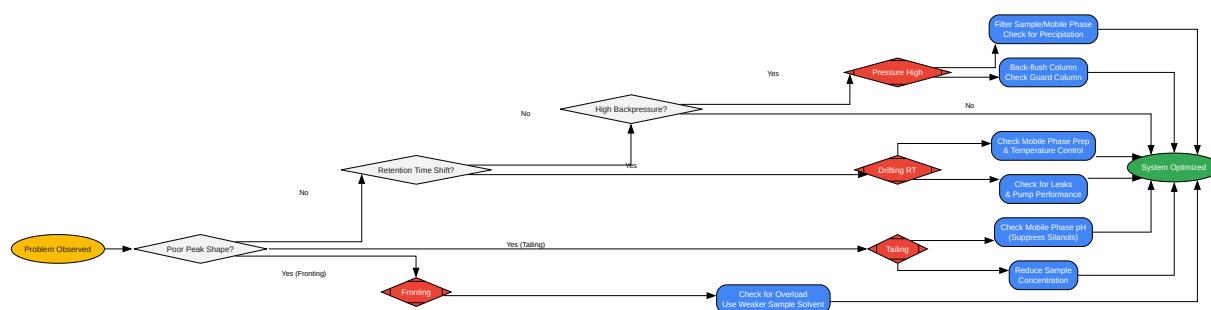 Filter Sample/Mobile Phase
Check for Precipitation
Yes
Pressure High
Back-flush Column
Check Guard Column
No
High Backpressure?
No
Check Mobile Phase Prep
& Temperature Control
Yes
Retention Time Shift?
Drifting RT
System Optimized
No
Check for Leaks
& Pump Performance
Check Mobile Phase pH
(Suppress Silanols)
Problem Observed
Poor Peak Shape?
Yes (Tailing)
Tailing
Yes (Fronting)
Reduce Sample
Concentration
Fronting
Check for Overload
Use Weaker Sample Solvent